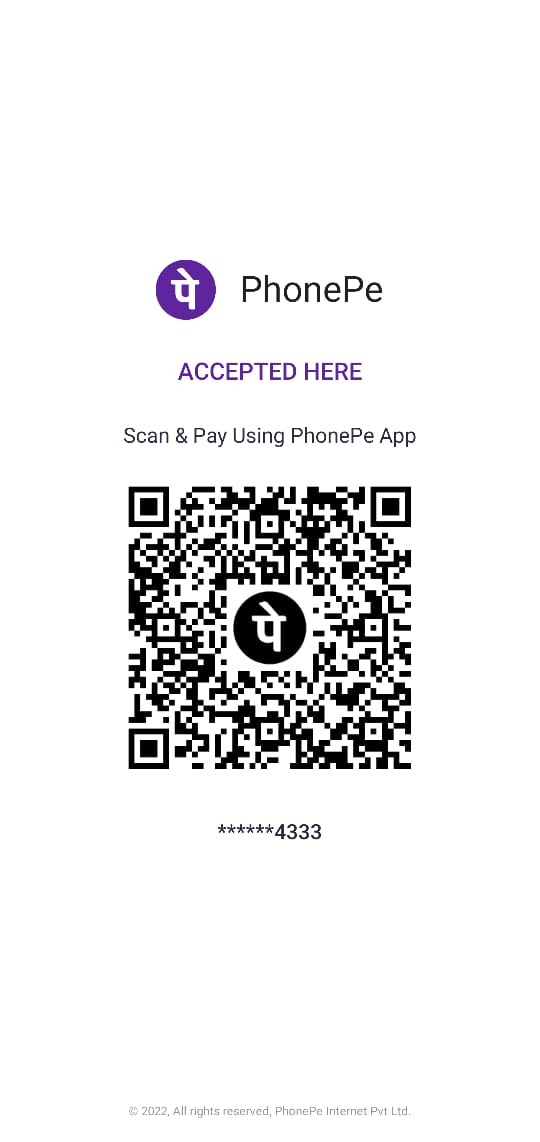 पे PhonePe
ACCEPTED HERE
Scan & Pay Using PhonePe App
पे
******4333
© 2022, All rights reserved, PhonePe Internet Pvt Ltd.